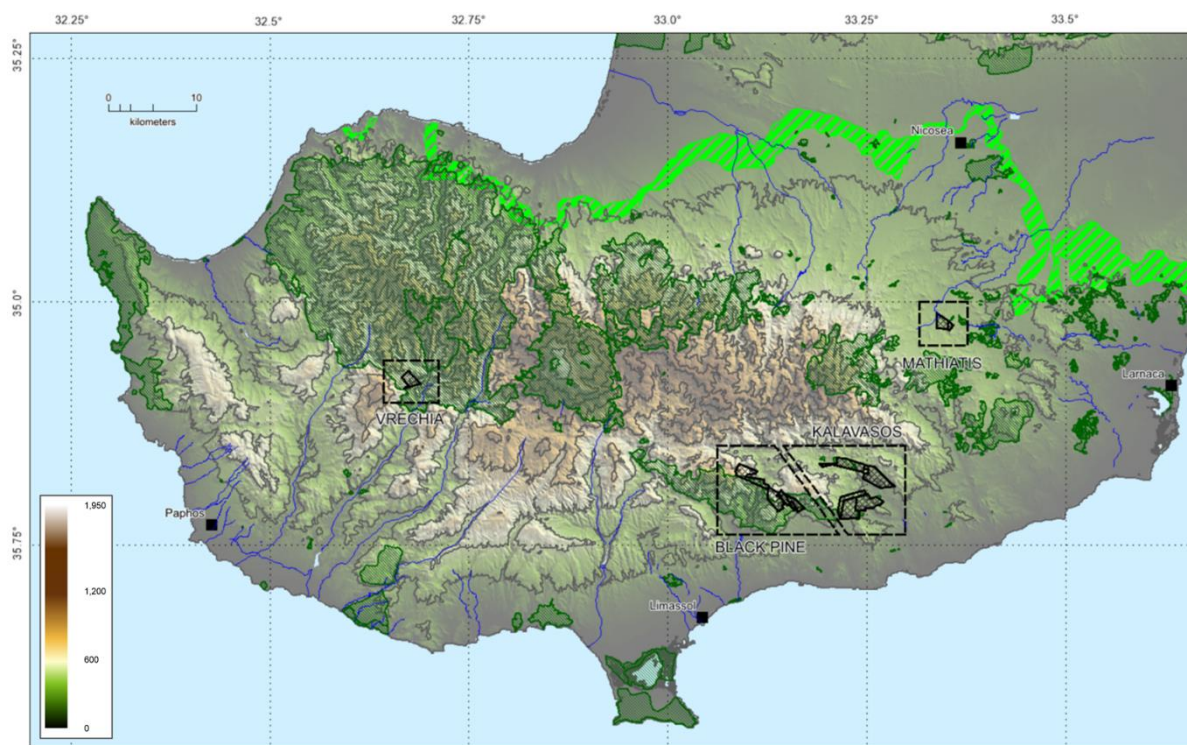 32.25° 32.5° 32.75° 33.0° 33.25° 33.5°
35.25°
0 10
kilometers
Nicosea
35.0°
MATHIATIS
Larnaca
VRECHIA
KALAVASOS
1,950
Paphos
35.75°
BLACK PINE
1,200
Limassol
600
0